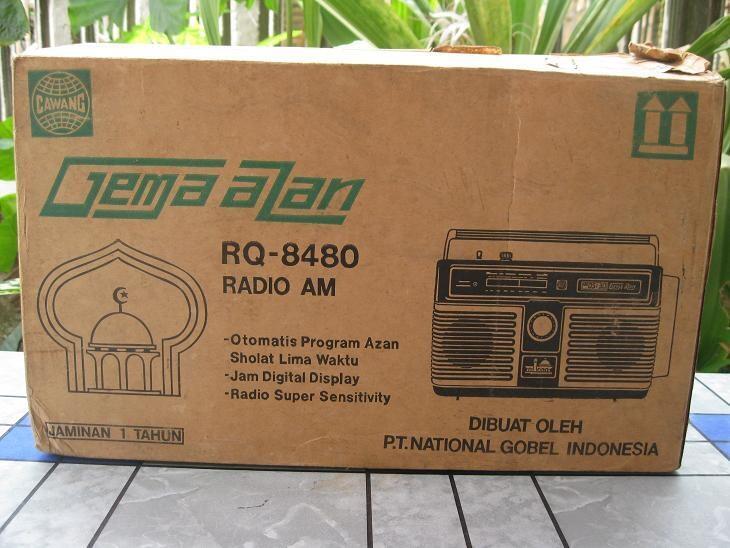 CAWANG
Gema azan
RQ-8480
RADIO AM
-Otomatis Program Azan
Sholat Lima Waktu
-Jam Digital Display
-Radio Super Sensitivity
JAMINAN 1 TAHUN
DIBUAT OLEH
P.T.NATIONAL GOBEL INDONESIA